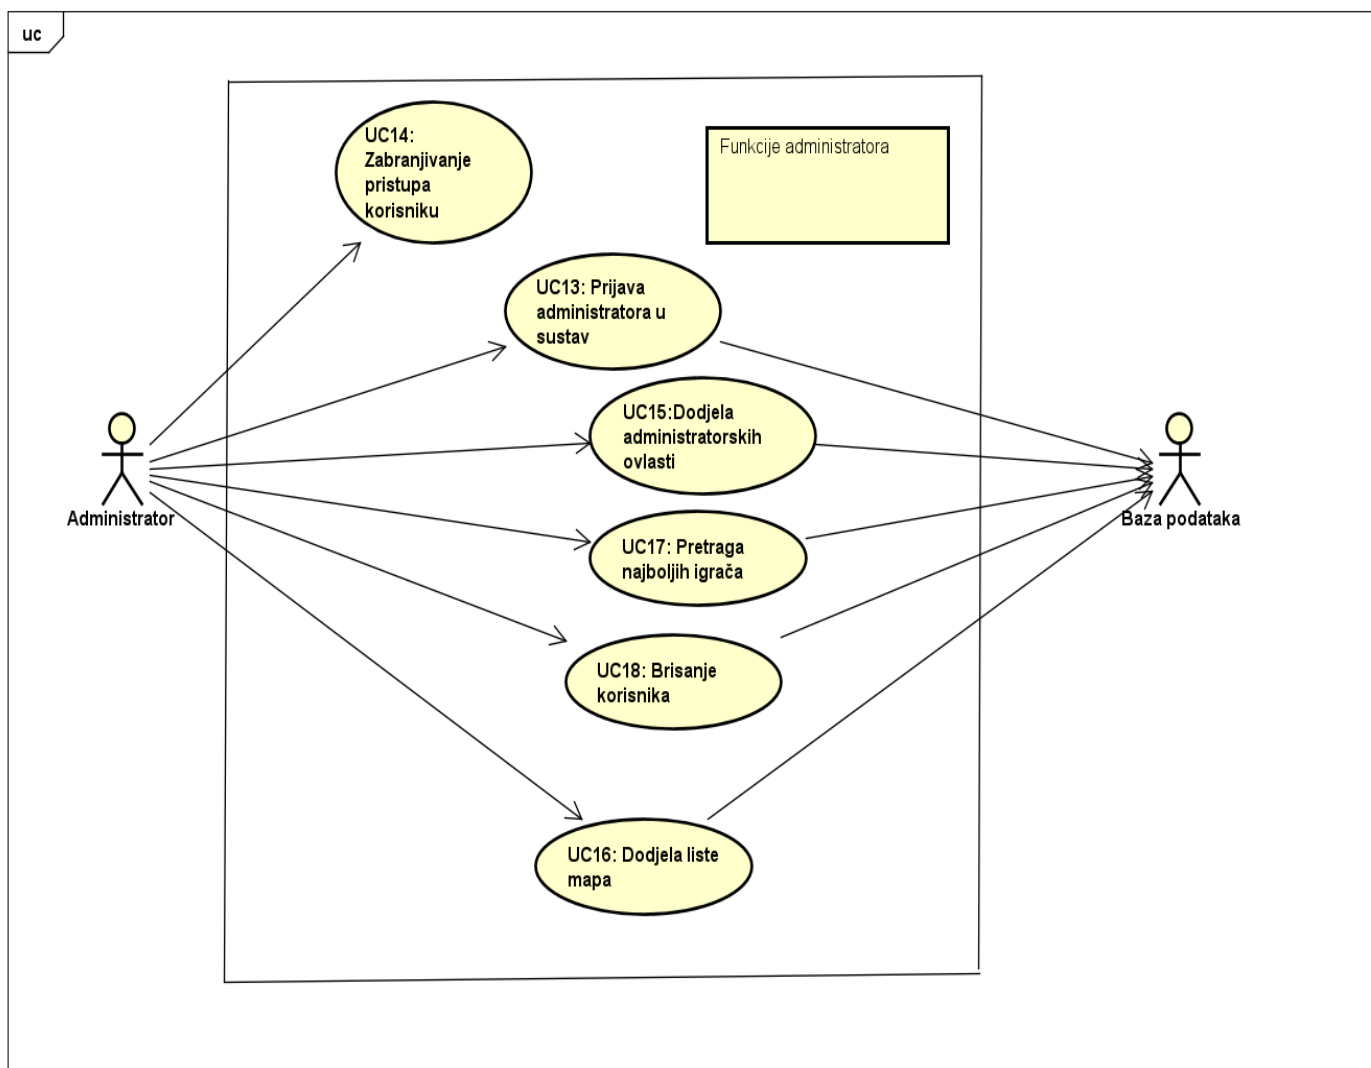 uc
UC14:
Zabranjivanje
pristupa
korisniku
Funkcije administratora
UC13: Prijava
administratora u
sustav
UC15:Dodjela
administratorskih
ovlasti
Administrator
Baza podataka
UC17: Pretraga
najboljih igrača
UC18: Brisanje
korisnika
UC16: Dodjela liste
mapa